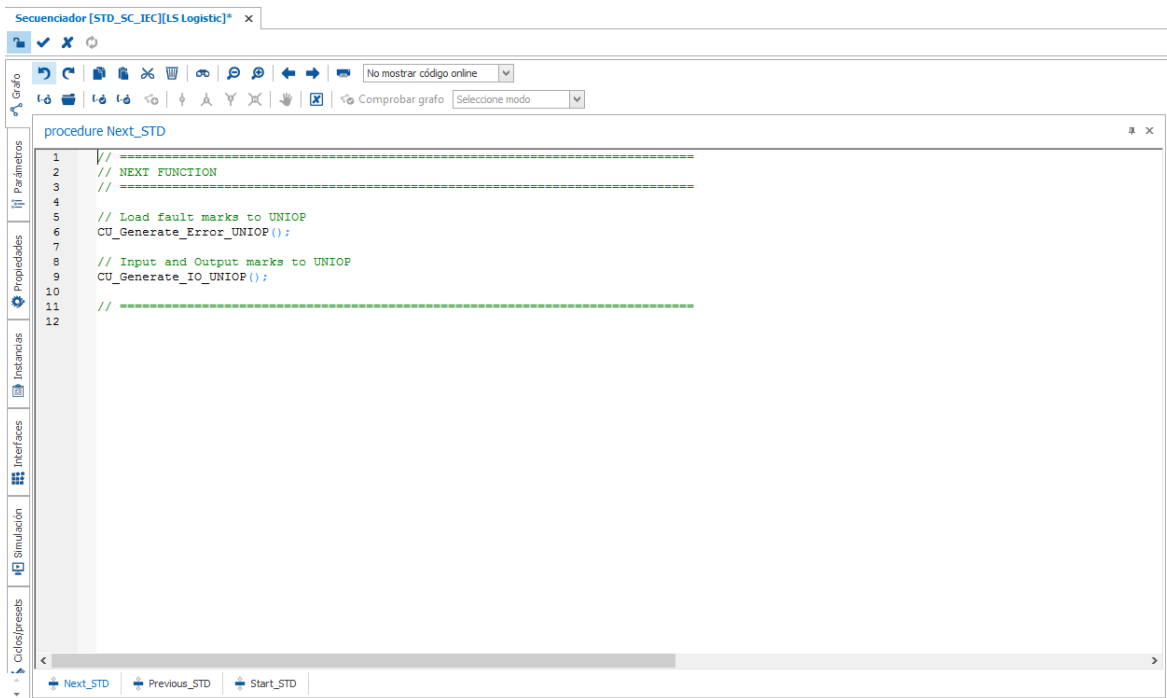 Secuenciador [STD_SC_IEC][LS Logistic]*
No mostrar código online
Comprobar grafo Seleccione modo
Grafo
Parámetros
Propiedades
Instancias
Interfaces
Simulación
Ciclos/presets
procedure Next_STD
1 // =============================================================================
2 // NEXT FUNCTION
3 // =============================================================================
4
5 // Load fault marks to UNIOP
6 CU_Generate_Error_UNIOP();
7
8 // Input and Output marks to UNIOP
9 CU_Generate_IO_UNIOP();
10
11 // =============================================================================
12
Next_STD Previous_STD Start_STD